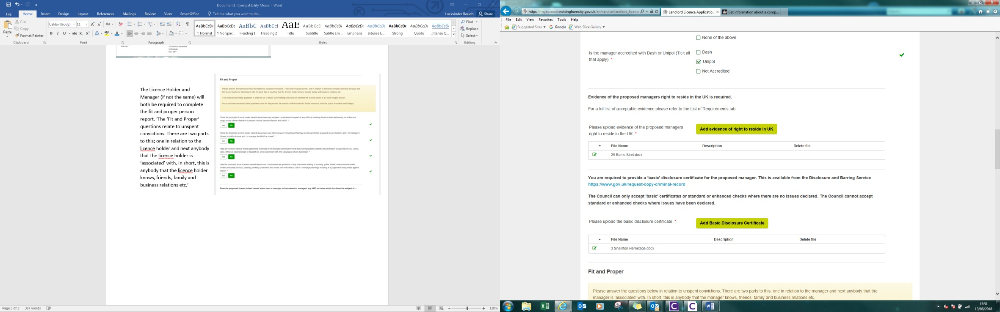 Document1 [Compatibility Mode] - Word
File Home Insert Design Layout References Mailings Review View SmartOffice Tell me what you want to do... Luckvinder Roudh Share
Paste
Cut
Copy
Format Painter
Clipboard
Calibri (Body) 11
Font
Paragraph
AaBbCcDc AaBbCcDc AaBbC AaBbCcl AaB AaBbCcD AaBbCcDc AaBbCcDc AaBbCcDc AaBbCcDc AaBbCcDc AaBbCcDc
¶ Normal ¶ No Spac... Heading 1 Heading 2 Title Subtitle Subtle Em... Emphasis Intense E... Strong Quote Intense Q...
Styles
Find
Replace
Select
Editing
Address *
221 Lenton Boulevard
Nottingham
NG7 2BY
The Licence Holder and
Manager (if not the same) will
both be required to complete
the fit and proper person
report. 'The ‘Fit and Proper’
questions relate to unspent
convictions. There are two parts
to this; one in relation to the
licence holder and next anybody
that the licence holder is
‘associated’ with. In short, this is
anybody that the licence holder
knows, friends, family and
business relations etc.’
Fit and Proper
Please answer the questions below in relation to unspent convictions. There are two parts to this; one in relation to the licence holder and next anybody that
the licence holder is 'associated' with. In short, this is anybody that the licence holder knows, friends, family and business relations etc.
You must answer these questions in order for us to assist us in making a decision on whether the licence holder is a Fit and Proper person.
Once you have answered these questions once for this person, the answers will be saved for future reference (with the option to review and change)
Does the proposed licence holder named above have any unspent convictions in respect of any offence involving fraud or other dishonesty, or violence or
drugs or any offence listed in Schedule 3 to the Sexual Offences Act 2003? *
Yes No
Does the proposed licence holder named above have any other unspent convictions that may be relevant to the proposed licence holder's and / or manager's
fitness to hold a licence and / or manage the HMO or house? *
Yes No
Has any court or tribunal found against the proposed licence holder named above that they have practised unlawful discrimination on grounds of sex, colour,
race, ethnic or national origin or disability in, or in connection with, the carrying on of any business? *
Yes No
Has the proposed licence holder named above ever contravened any provision of any enactment relating to housing, public health, environmental health,
health and safety at work, planning, building or landlord and tenant law which led to civil or criminal proceedings resulting in a judgement being made against
them? *
Yes No
Does the proposed licence holder named above own or manage, or has owned or managed, any HMO or house which has been the subject of :-
Page 3 of 3 367 words 120%
https://myaccount.nottinghamcity.gov.uk/en/service/landlord_licenc
Landlord Licence Applicatio...
Get information about a comp...
File Edit View Favorites Tools Help
Suggested Sites Google Web Slice Gallery
None of the above
Is the manager accredited with Dash or Unipol (Tick all
that apply) *
Dash
Unipol
Not Accredited
Evidence of the proposed managers right to reside in the UK is required.
For a full list of acceptable evidence please refer to the List of Requirements tab
Please upload evidence of the proposed managers
right to reside in the UK *
Add evidence of right to reside in UK
File Name Description Delete file
25 Burns Stret.docx
You are required to provide a ‘basic’ disclosure certificate for the proposed manager. This is available from the Disclosure and Barring Service
https://www.gov.uk/request-copy-criminal-record
The Council can only accept 'basic' certificates or standard or enhanced checks where there are no issues declared. The Council cannot accept
standard or enhanced checks where issues have been declared.
Please upload the basic disclosure certificate *
Add Basic Disclosure Certificate
File Name Description Delete file
3 Sneinton Hermitage.docx
Fit and Proper
Please answer the questions below in relation to unspent convictions. There are two parts to this; one in relation to the manager and next anybody that the
manager is 'associated' with. In short, this is anybody that the manager knows, friends, family and business relations etc.
15:51
13/06/2018